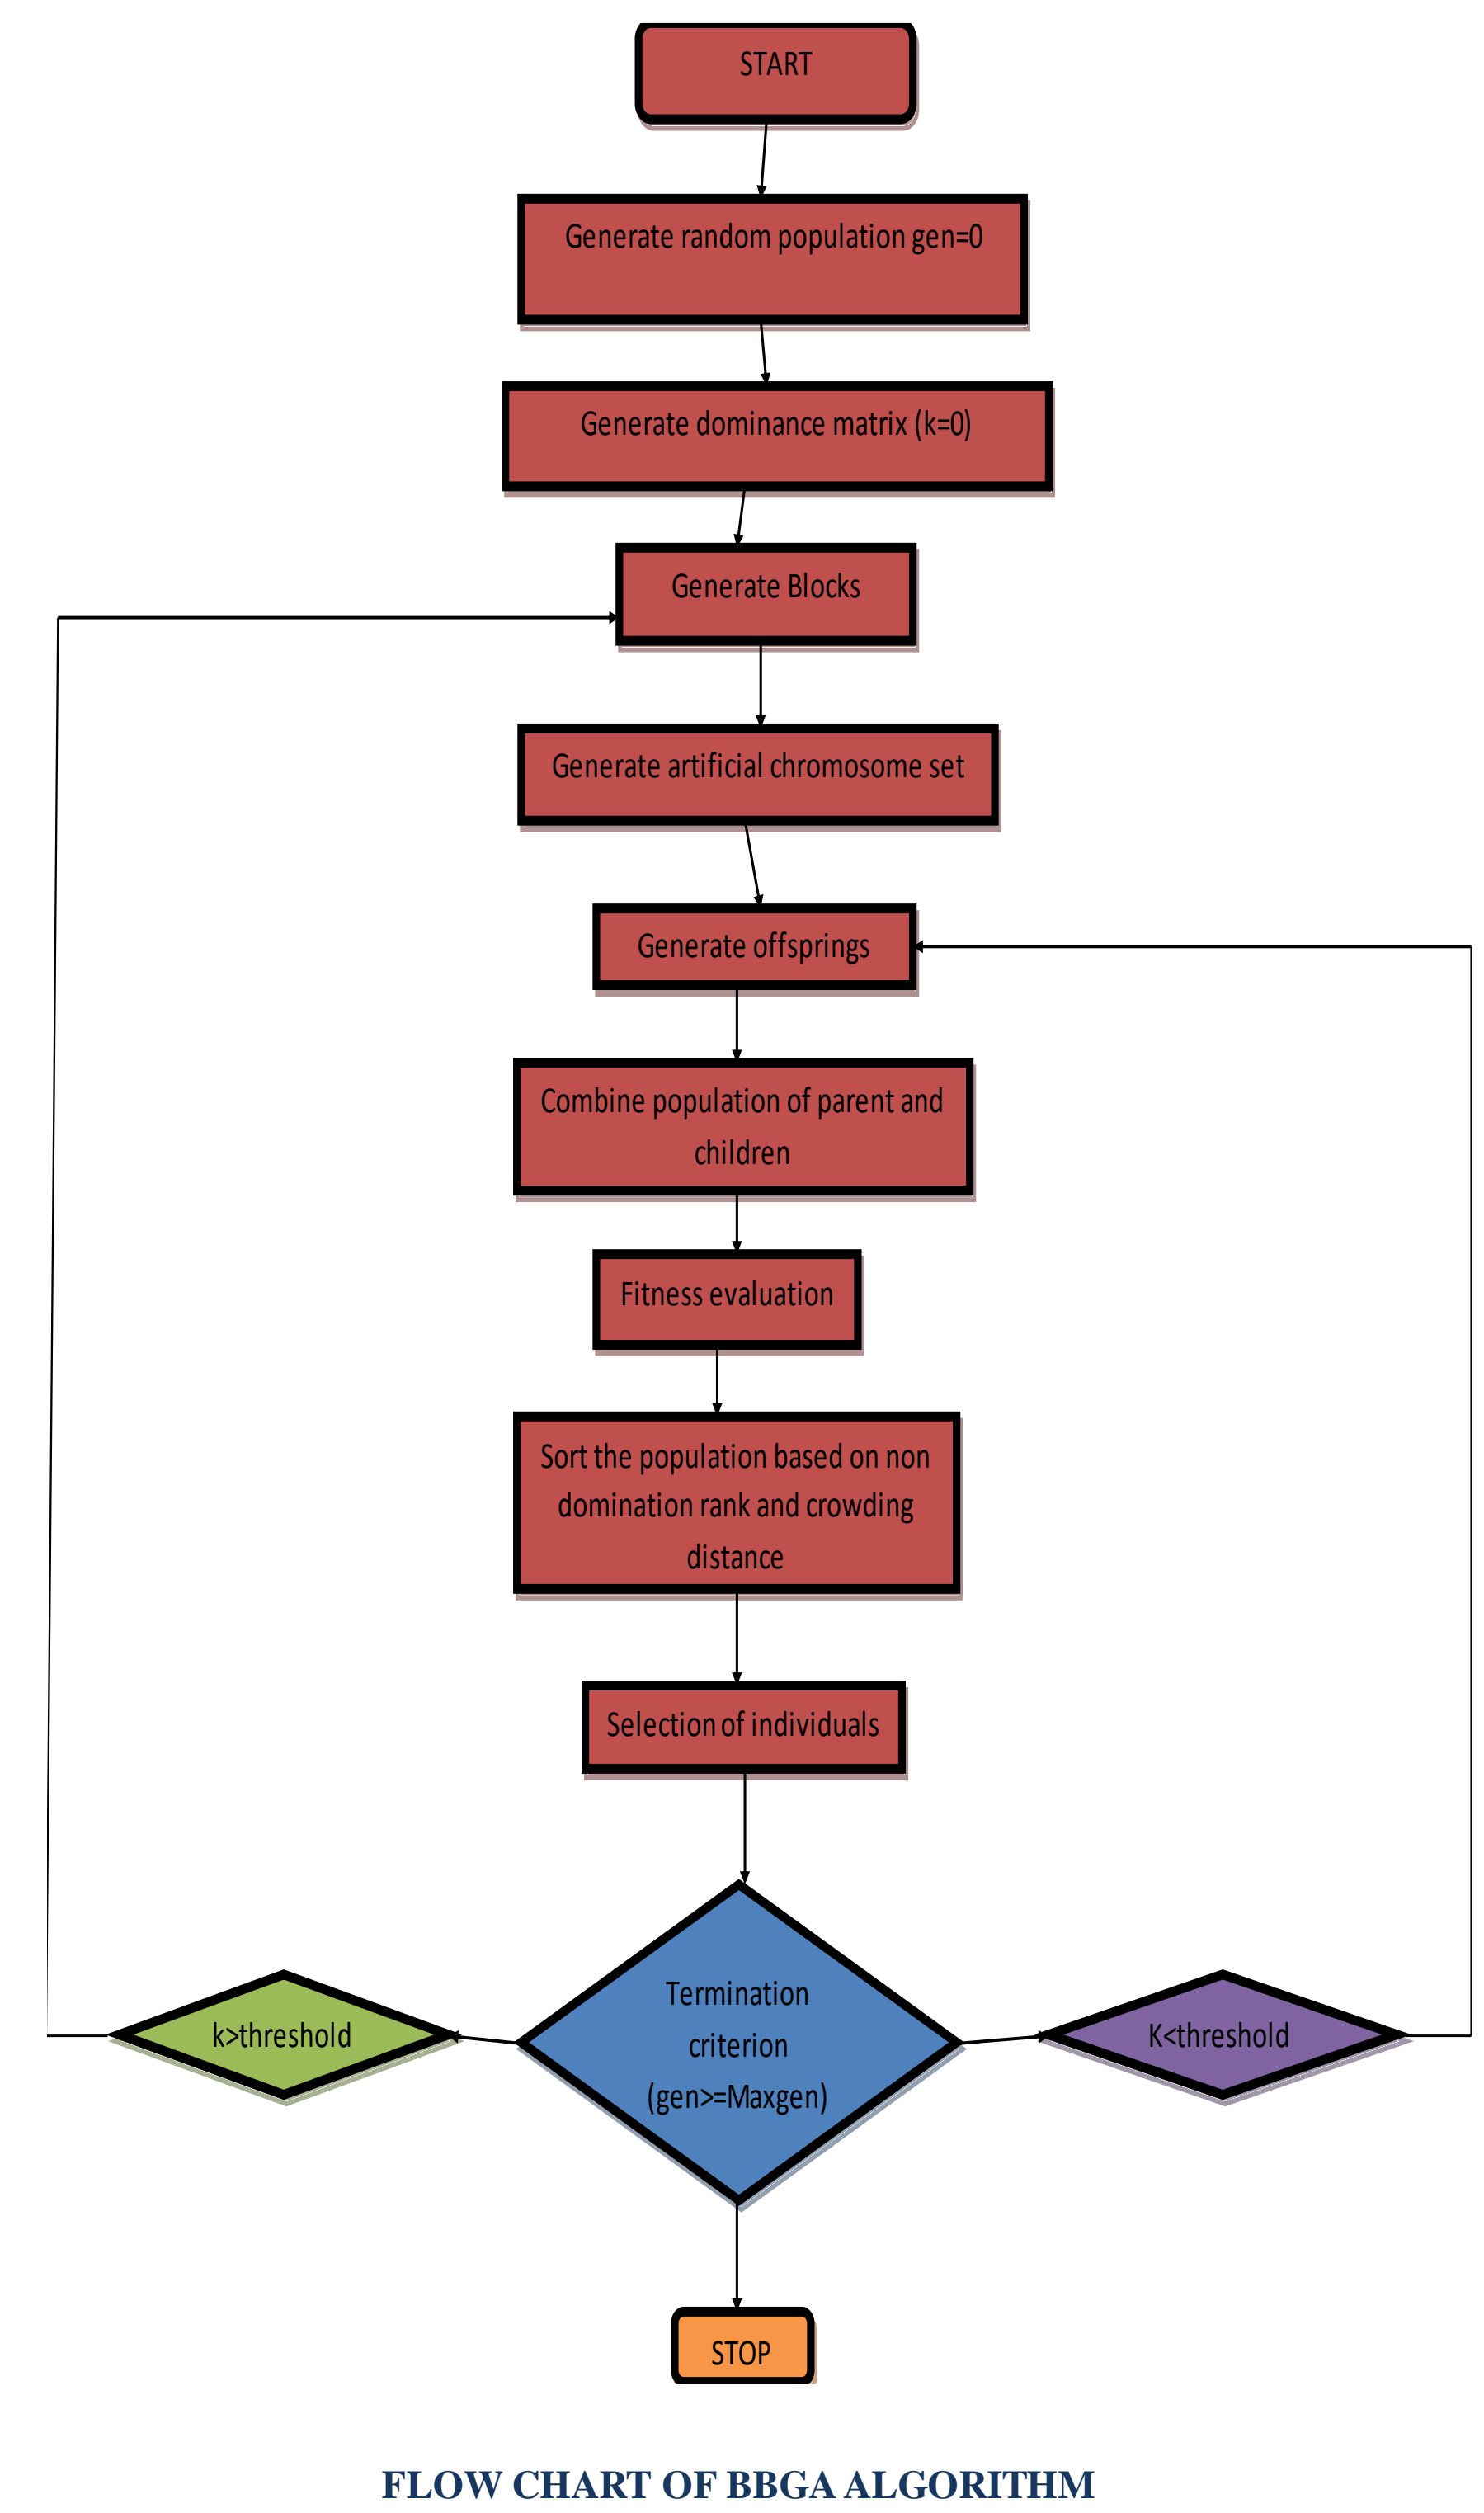 START
Generate random population gen=0
Generate dominance matrix (k=0)
Generate Blocks
Generate artificial chromosome set
Generate offsprings
Combine population of parent and
children
Fitness evaluation
Sort the population based on non
domination rank and crowding
distance
Selection of individuals
Termination
criterion
(gen>=Maxgen)
k>threshold
K<threshold
STOP
FLOW CHART OF BBGA ALGORITHM